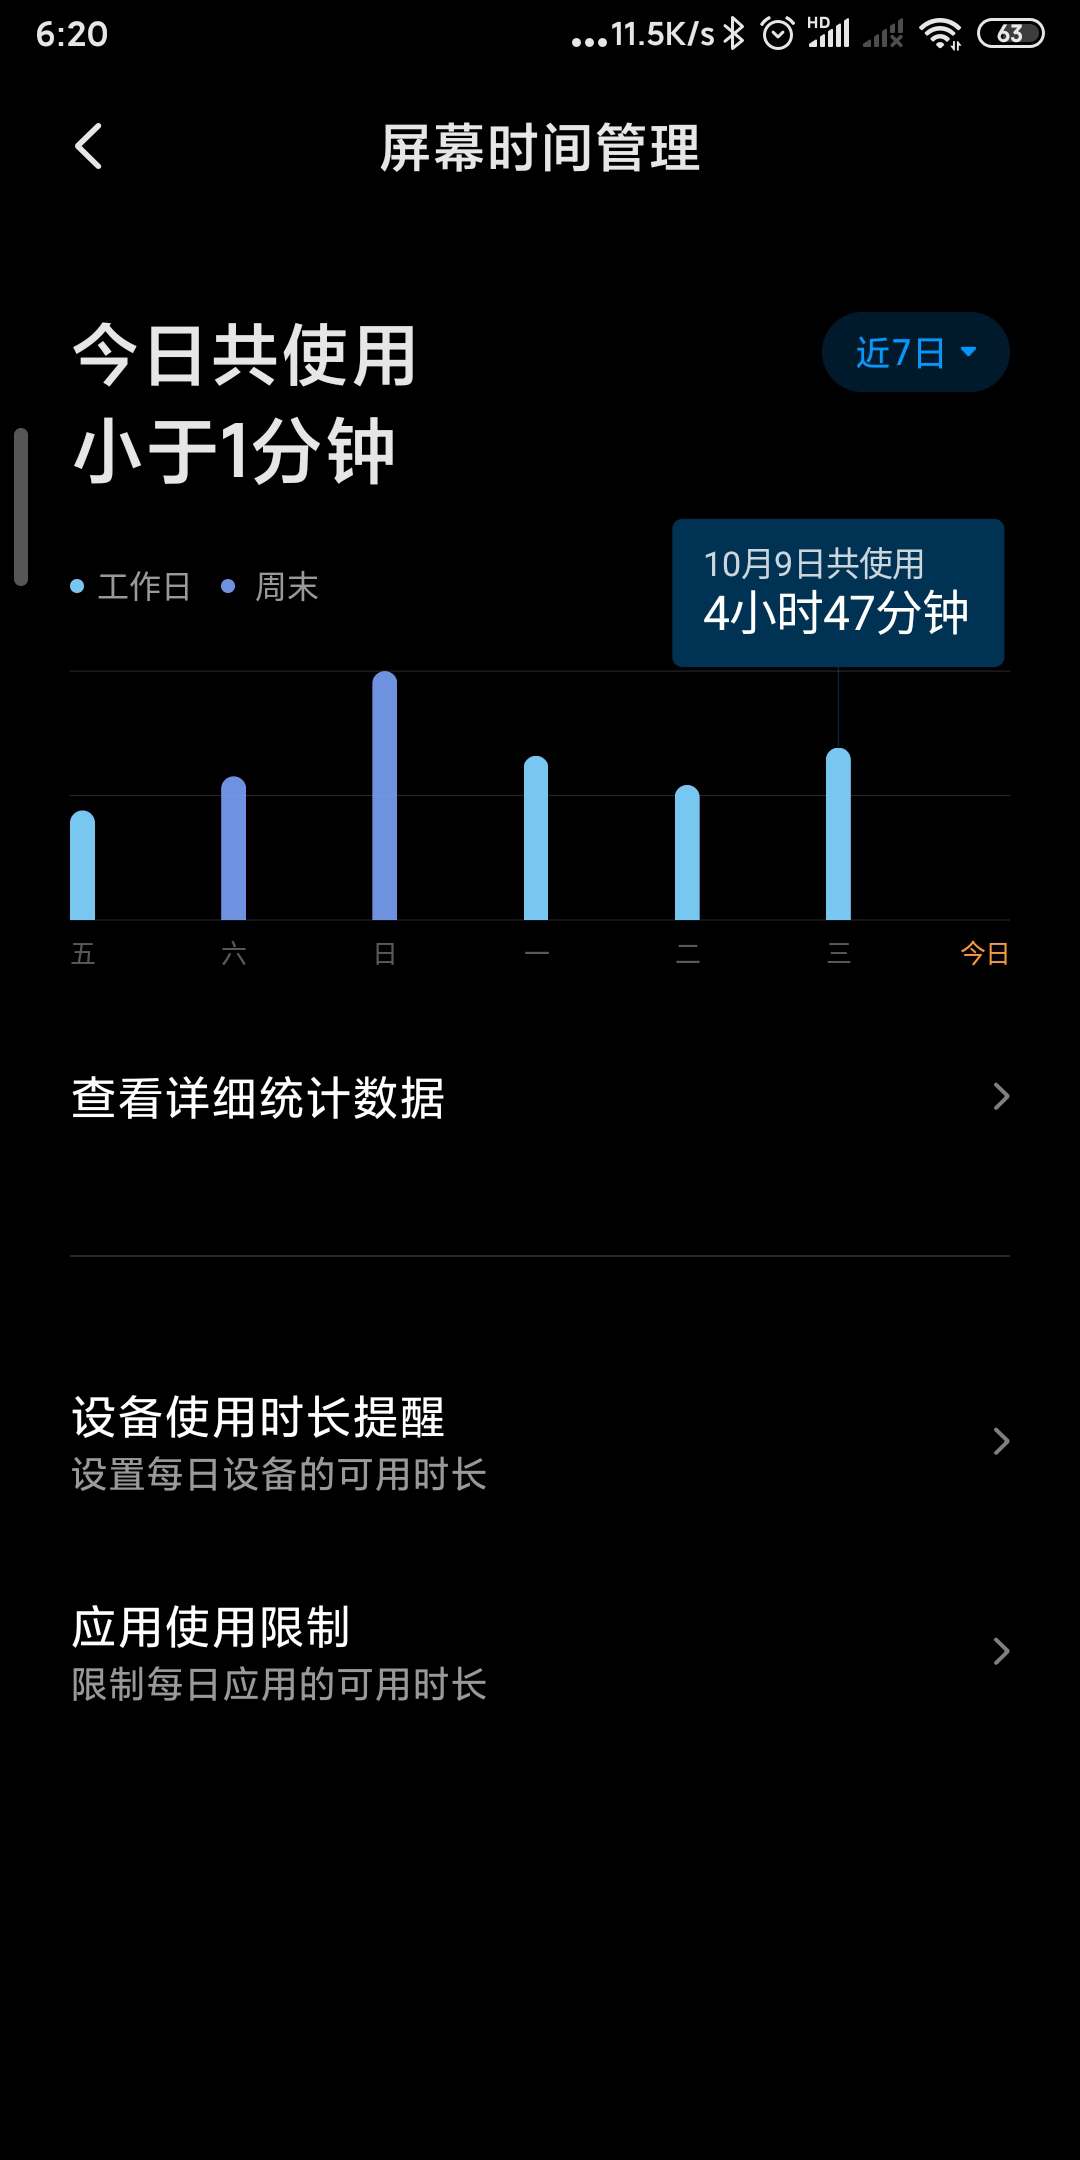 6:20
...11.5K/s HD 63
屏幕时间管理
今日共使用
小于1分钟
近7日
10月9日共使用
4小时47分钟
工作日 周末
五 六 日 一 二 三 今日
查看详细统计数据
设备使用时长提醒
设置每日设备的可用时长
应用使用限制
限制每日应用的可用时长